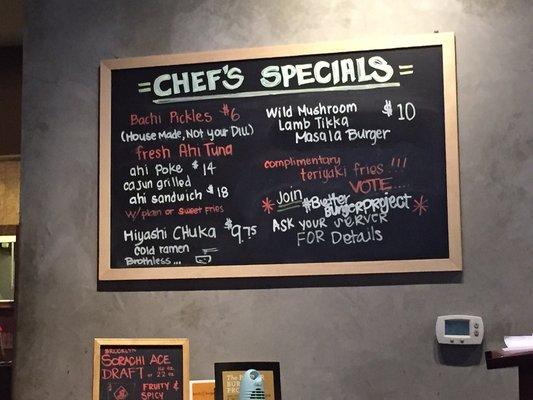 CHEF'S SPECIALS
Bachi Pickles $6
(House Made, Not your Dill)
fresh Ahi Tuna
ahi poke $14
cajun grilled
ahi sandwich $18
w/ plain or sweet fries
Hiyashi CHUKA $9.75
cold ramen
Brothless...
Wild Mushroom $10
Lamb Tikka
Masala Burger
complimentary
teriyaki fries!!!
VOTE...
Join #Better
BurgerPROJECT
ASK your SERVER
FOR Details
BROOKLYN
SORACHI ACE
DRAFT
22 oz
FRUITY &
SPICY